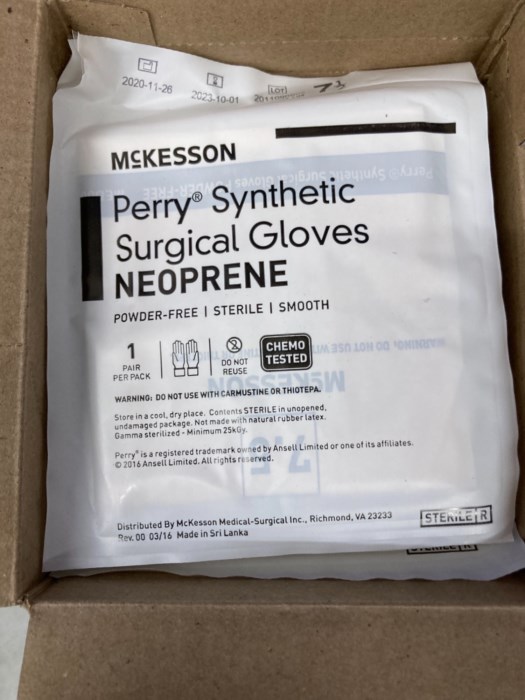 2020-11-26
2023-10-01
LOT
7½
McKESSON
Perry® Synthetic
Surgical Gloves
NEOPRENE
POWDER-FREE | STERILE | SMOOTH
1
PAIR
PER PACK
2
DO NOT
REUSE
CHEMO
TESTED
WARNING: DO NOT USE WITH CARMUSTINE OR THIOTEPA.
Store in a cool, dry place. Contents STERILE in unopened,
undamaged package. Not made with natural rubber latex.
Gamma sterilized - Minimum 25kGy.
Perry® is a registered trademark owned by Ansell Limited or one of its affiliates.
© 2016 Ansell Limited. All rights reserved.
Distributed By McKesson Medical-Surgical Inc., Richmond, VA 23233
Rev. 00 03/16 Made in Sri Lanka
STERILE R